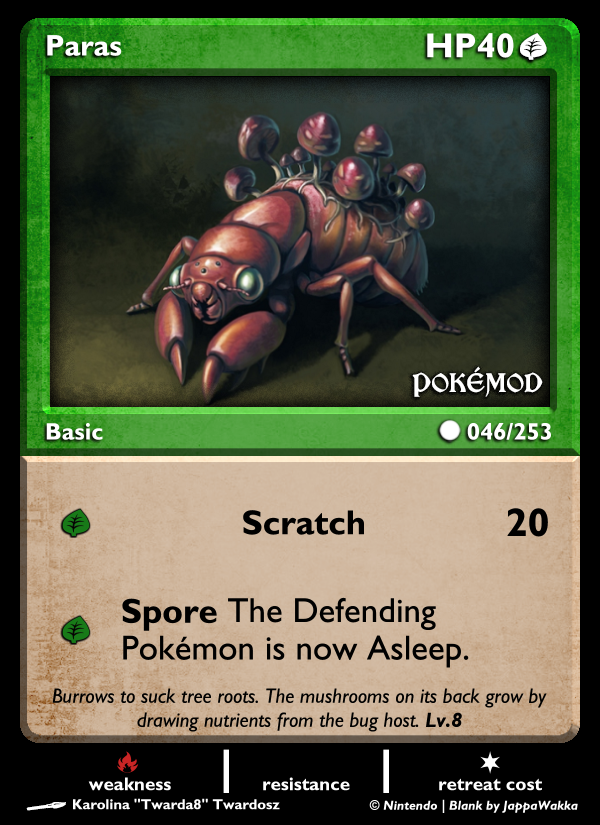 Paras HP40
POKÉMOD
Basic 046/253
Scratch 20
Spore The Defending
Pokémon is now Asleep.
Burrows to suck tree roots. The mushrooms on its back grow by
drawing nutrients from the bug host. Lv.8
weakness resistance retreat cost
Karolina "Twarda8" Twardosz © Nintendo | Blank by JappaWakka